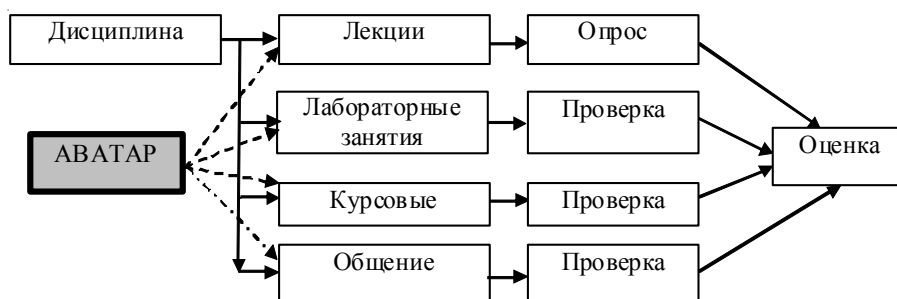 Дисциплина
Лекции
Опрос
Лабораторные
занятия
Проверка
АВАТАР
Оценка
Курсовые
Проверка
Общение
Проверка